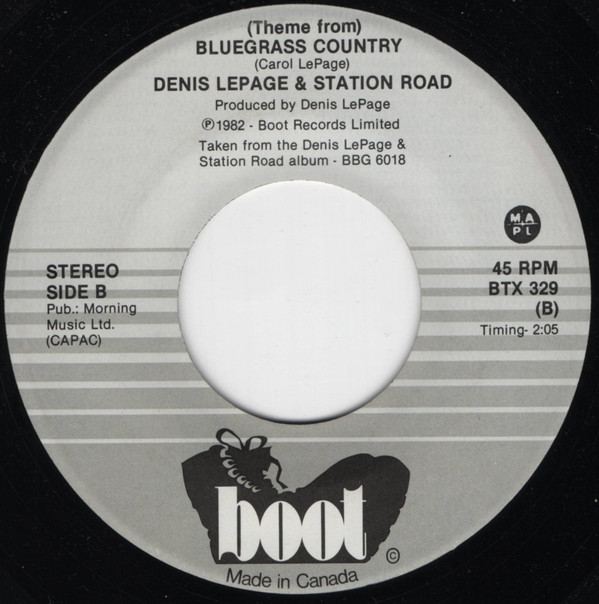 (Theme from)
BLUEGRASS COUNTRY
(Carol LePage)
DENIS LEPAGE & STATION ROAD
Produced by Denis LePage
Ⓟ1982 - Boot Records Limited
Taken from the Denis LePage &
Station Road album - BBG 6018
M A
P L
STEREO
SIDE B
Pub.: Morning
Music Ltd.
(CAPAC)
45 RPM
BTX 329
(B)
Timing- 2:05
boot
©
Made in Canada